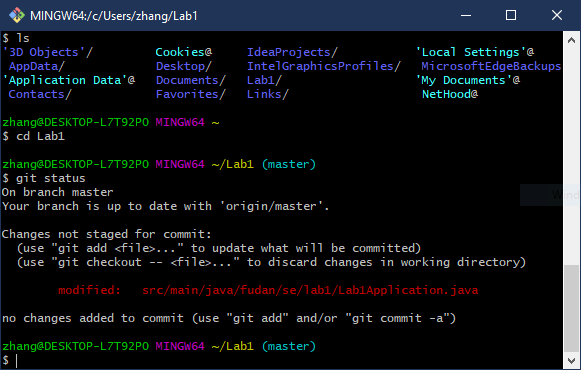 MINGW64:/c/Users/zhang/Lab1
$ ls
'3D Objects'/ Cookies@ IdeaProjects/ 'Local Settings'@
AppData/ Desktop/ IntelGraphicsProfiles/ MicrosoftEdgeBackups
'Application Data'@ Documents/ Lab1/ 'My Documents'@
Contacts/ Favorites/ Links/ NetHood@
zhang@DESKTOP-L7T92PO MINGW64 ~
$ cd Lab1
zhang@DESKTOP-L7T92PO MINGW64 ~/Lab1 (master)
$ git status
On branch master
Your branch is up to date with 'origin/master'.
Changes not staged for commit:
(use "git add <file>..." to update what will be committed)
(use "git checkout -- <file>..." to discard changes in working directory)
modified: src/main/java/fudan/se/lab1/Lab1Application.java
no changes added to commit (use "git add" and/or "git commit -a")
zhang@DESKTOP-L7T92PO MINGW64 ~/Lab1 (master)
$